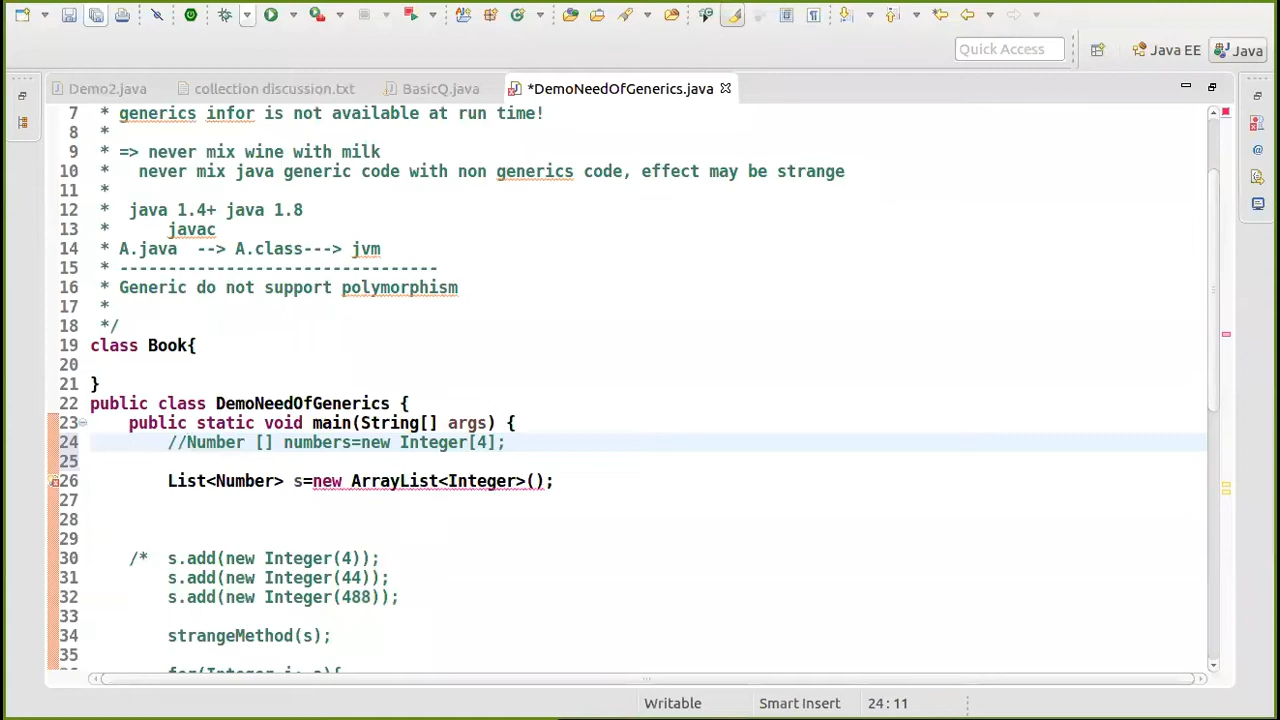 Quick Access
Java EE
Java
Demo2.java
collection discussion.txt
BasicQ.java
*DemoNeedOfGenerics.java
7 * generics infor is not available at run time!
8 *
9 * => never mix wine with milk
10 * never mix java generic code with non generics code, effect may be strange
11 *
12 * java 1.4+ java 1.8
13 * javac
14 * A.java --> A.class---> jvm
15 * ---------------------------------
16 * Generic do not support polymorphism
17 *
18 */
19 class Book{
20
21 }
22 public class DemoNeedOfGenerics {
23 public static void main(String[] args) {
24 //Number [] numbers=new Integer[4];
25
26 List<Number> s=new ArrayList<Integer>();
27
28
29
30 /* s.add(new Integer(4));
31 s.add(new Integer(44));
32 s.add(new Integer(488));
33
34 strangeMethod(s);
35
for(Integer i: s){
Writable
Smart Insert
24 : 11